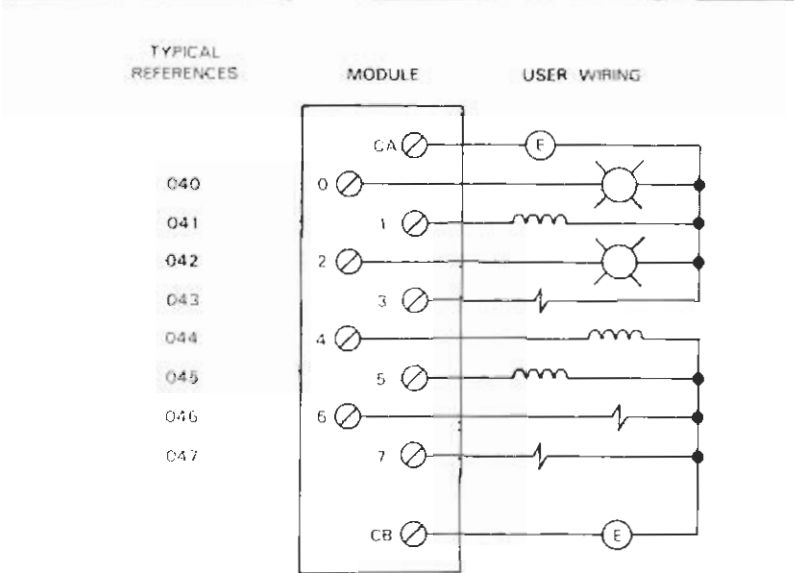 TYPICAL
REFERENCES
MODULE
USER WIRING
CA
E
040
0
041
1
042
2
043
3
044
4
045
5
046
6
047
7
CB
E